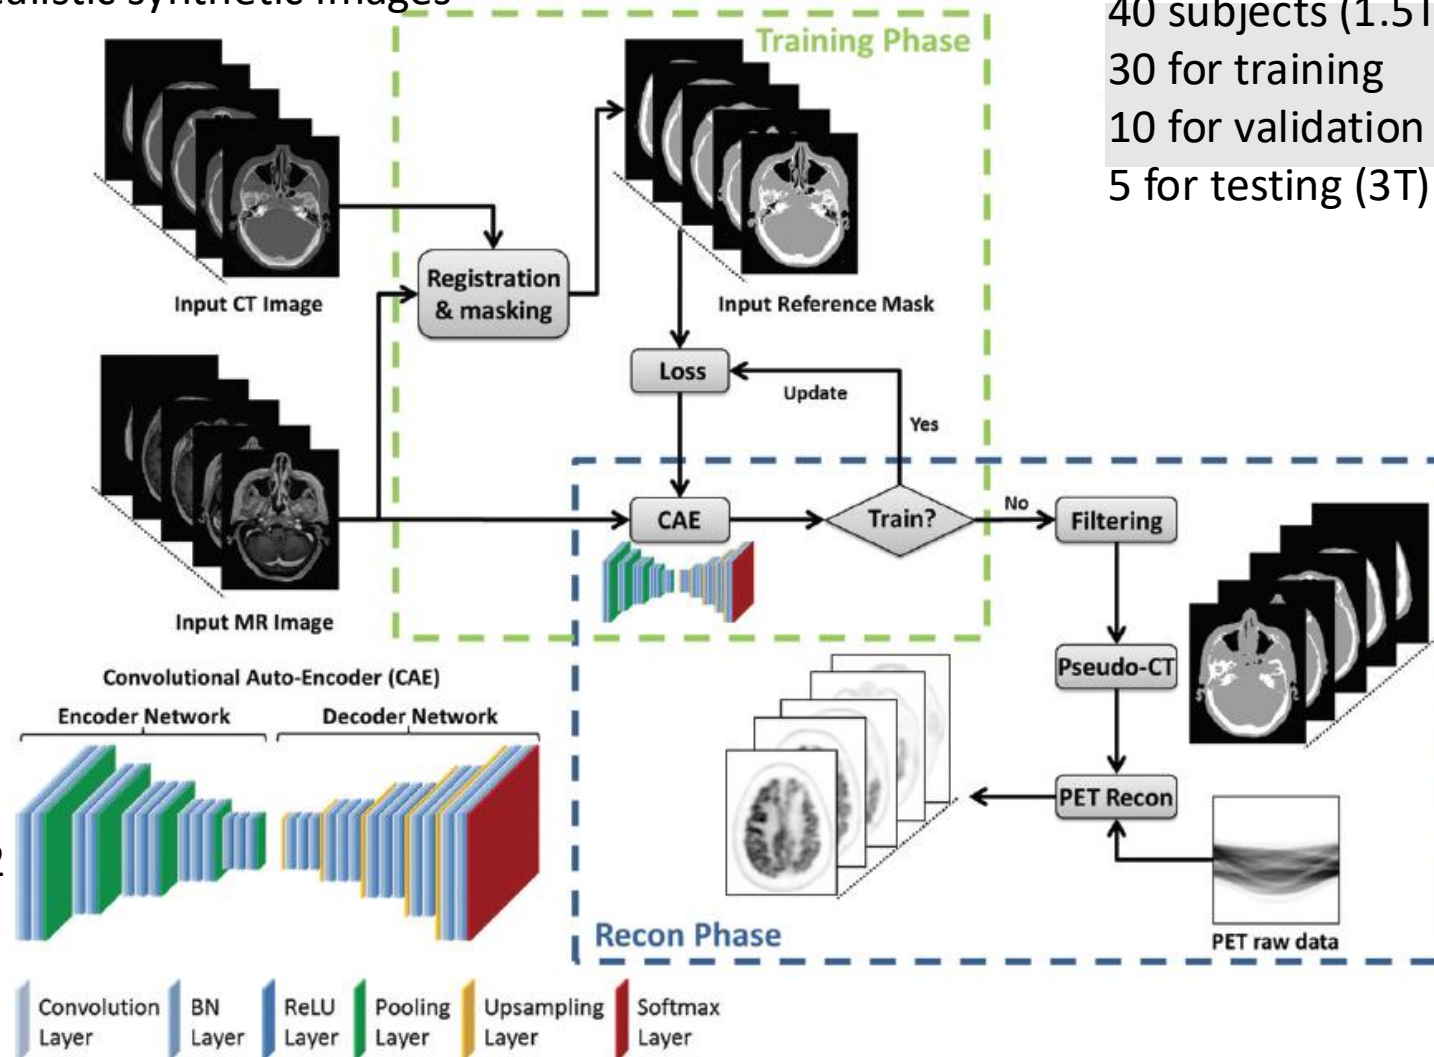 synthetic images
40 subjects (1.5T
30 for training
10 for validation
5 for testing (3T)
Training Phase
Input CT Image
Registration
& masking
Input Reference Mask
Loss
Update
Yes
CAE
Train?
No
Filtering
Input MR Image
Pseudo-CT
PET Recon
PET raw data
Recon Phase
Convolutional Auto-Encoder (CAE)
Encoder Network
Decoder Network
Convolution
Layer
BN
Layer
ReLU
Layer
Pooling
Layer
Upsampling
Layer
Softmax
Layer